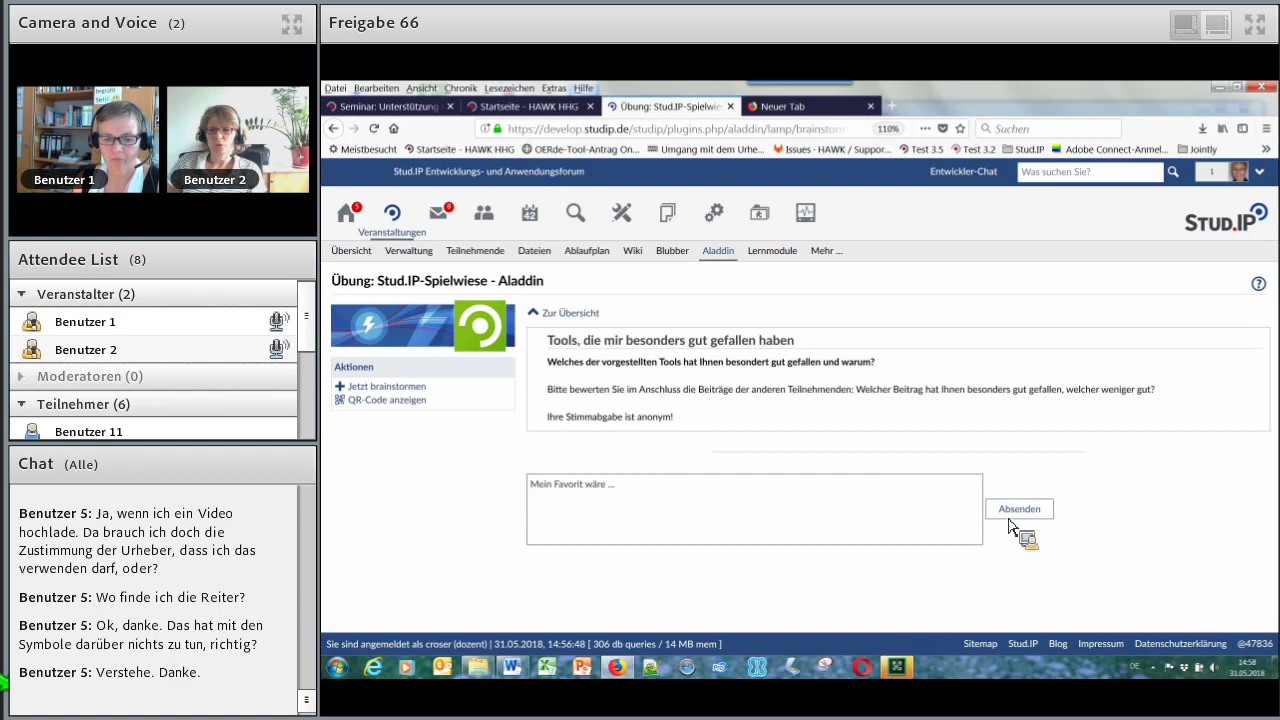 Camera and Voice (2)
begrüßt
Benutzer 1
Benutzer 2
Attendee List (8)
Veranstalter (2)
Benutzer 1
Benutzer 2
Moderatoren (0)
Teilnehmer (6)
Benutzer 11
Chat (Alle)
Benutzer 5: Ja, wenn ich ein Video
hochlade. Da brauch ich doch die
Zustimmung der Urheber, dass ich das
verwenden darf, oder?
Benutzer 5: Wo finde ich die Reiter?
Benutzer 5: Ok, danke. Das hat mit den
Symbole darüber nichts zu tun, richtig?
Benutzer 5: Verstehe. Danke.
Freigabe 66
Datei Bearbeiten Ansicht Chronik Lesezeichen Extras Hilfe
Seminar: Unterstützung Startseite - HAWK HHG Übung: Stud.IP-Spielwie Neuer Tab
https://develop.studip.de/studip/plugins.php/aladdin/lamp/brainstorm 110% Suchen
Meistbesucht Startseite - HAWK HHG OERde-Tool-Antrag On... Umgang mit dem Urhe... Issues - HAWK / Suppor... Test 3.5 Test 3.2 Stud.IP Adobe Connect-Anmel... Jointly
Stud.IP Entwicklungs- und Anwendungsforum Entwickler-Chat Was suchen Sie? 1
5 8 42
Veranstaltungen
Stud.IP
Übersicht Verwaltung Teilnehmende Dateien Ablaufplan Wiki Blubber Aladdin Lernmodule Mehr ...
Übung: Stud.IP-Spielwiese - Aladdin
Aktionen
Jetzt brainstormen
QR-Code anzeigen
Zur Übersicht
Tools, die mir besonders gut gefallen haben
Welches der vorgestellten Tools hat Ihnen besondert gut gefallen und warum?
Bitte bewerten Sie im Anschluss die Beiträge der anderen Teilnehmenden: Welcher Beitrag hat Ihnen besonders gut gefallen, welcher weniger gut?
Ihre Stimmabgabe ist anonym!
Mein Favorit wäre ...
Absenden
Sie sind angemeldet als croser (dozent) | 31.05.2018, 14:56:48 [ 306 db queries / 14 MB mem ] Sitemap Stud.IP Blog Impressum Datenschutzerklärung @47836
DE 14:58
31.05.2018